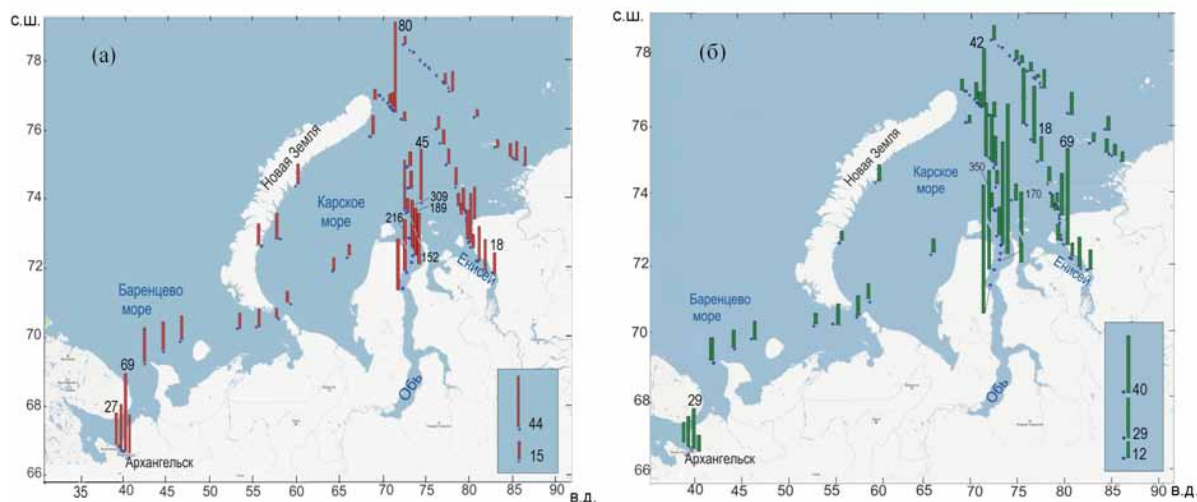 с.ш.
(а)
80
78
76
74
72
70
68
66
Новая Земля
Карское
море
Баренцево
море
45
309
189
216
152
18
Енисей
Обь
69
27
Архангельск
44
15
35 40 45 50 55 60 65 70 75 80 85 90
в.д.
с.ш.
(б)
42
78
76
74
72
70
68
66
Новая Земля
Карское
море
Баренцево
море
18
69
350
170
Енисей
Обь
29
Архангельск
40
29
12
40 45 50 55 60 65 70 75 80 85 90
в.д.